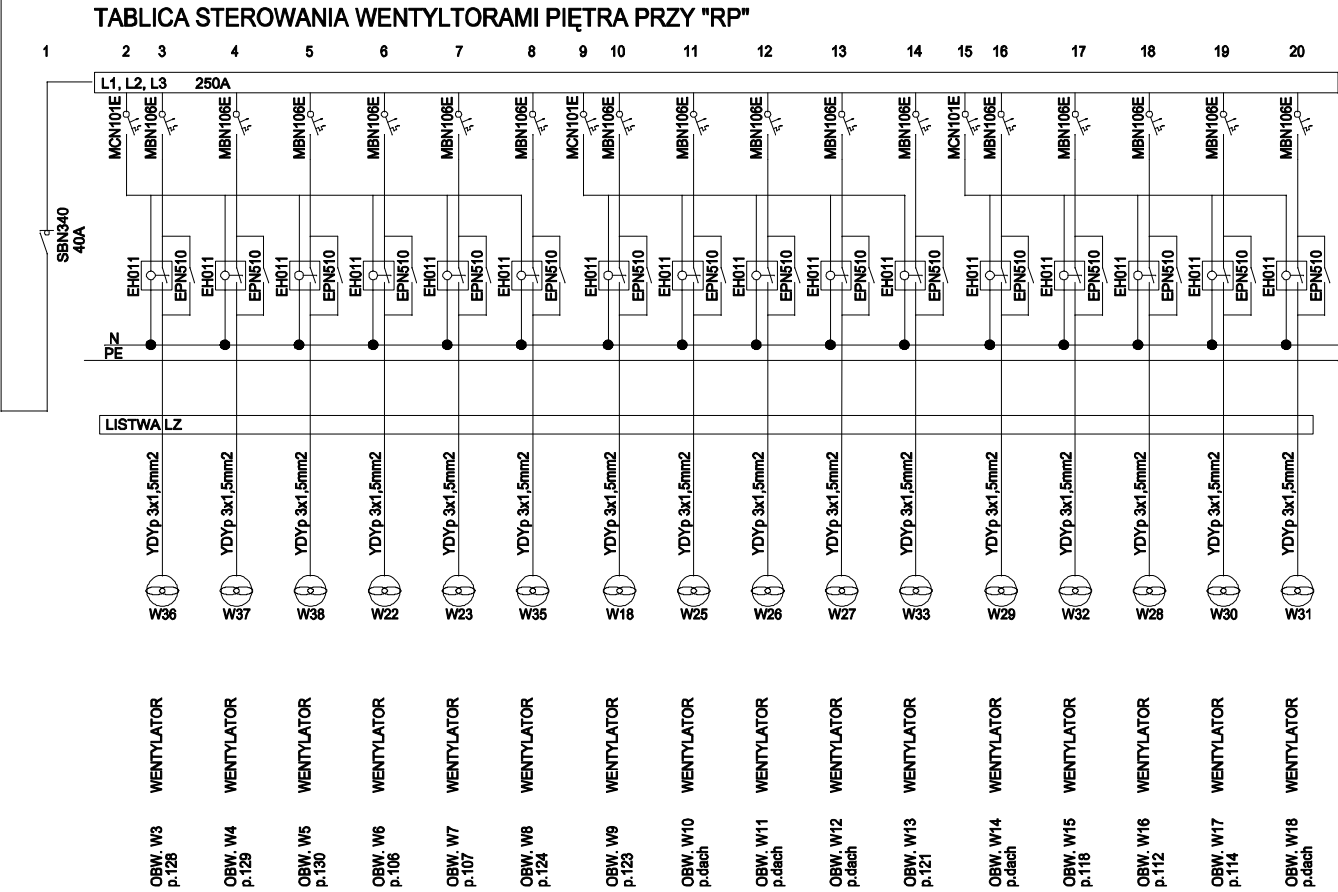 TABLICA STEROWANIA WENTYLTORAMI PIĘTRA PRZY "RP"
1 2 3 4 5 6 7 8 9 10 11 12 13 14 15 16 17 18 19 20
L1, L2, L3 250A
MCN101E MBN106E MBN106E MBN106E MBN106E MBN106E MBN106E MCN101E MBN106E MBN106E MBN106E MBN106E MBN106E MCN101E MBN106E MBN106E MBN106E MBN106E MBN106E
SBN340
40A
EH011 EPN510 EH011 EPN510 EH011 EPN510 EH011 EPN510 EH011 EPN510 EH011 EPN510 EH011 EPN510 EH011 EPN510 EH011 EPN510 EH011 EPN510 EH011 EPN510 EH011 EPN510 EH011 EPN510 EH011 EPN510 EH011 EPN510 EH011 EPN510
N
PE
LISTWA LZ
YDYp 3x1,5mm2 YDYp 3x1,5mm2 YDYp 3x1,5mm2 YDYp 3x1,5mm2 YDYp 3x1,5mm2 YDYp 3x1,5mm2 YDYp 3x1,5mm2 YDYp 3x1,5mm2 YDYp 3x1,5mm2 YDYp 3x1,5mm2 YDYp 3x1,5mm2 YDYp 3x1,5mm2 YDYp 3x1,5mm2 YDYp 3x1,5mm2 YDYp 3x1,5mm2 YDYp 3x1,5mm2
W36 W37 W38 W22 W23 W35 W18 W25 W26 W27 W33 W29 W32 W28 W30 W31
OBW. W3 WENTYLATOR
p.128
OBW. W4 WENTYLATOR
p.129
OBW. W5 WENTYLATOR
p.130
OBW. W6 WENTYLATOR
p.106
OBW. W7 WENTYLATOR
p.107
OBW. W8 WENTYLATOR
p.124
OBW. W9 WENTYLATOR
p.123
OBW. W10 WENTYLATOR
p.dach
OBW. W11 WENTYLATOR
p.dach
OBW. W12 WENTYLATOR
p.dach
OBW. W13 WENTYLATOR
p.121
OBW. W14 WENTYLATOR
p.dach
OBW. W15 WENTYLATOR
p.118
OBW. W16 WENTYLATOR
p.112
OBW. W17 WENTYLATOR
p.114
OBW. W18 WENTYLATOR
p.dach